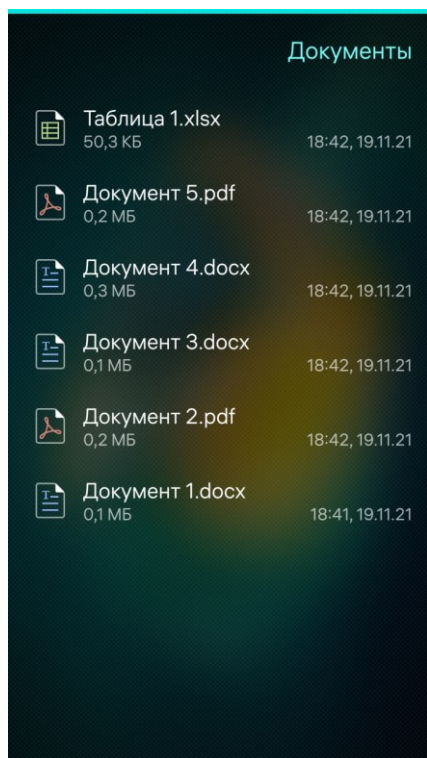 Документы
Таблица 1.xlsx
50,3 КБ 18:42, 19.11.21
Документ 5.pdf
0,2 МБ 18:42, 19.11.21
Документ 4.docx
0,3 МБ 18:42, 19.11.21
Документ 3.docx
0,1 МБ 18:42, 19.11.21
Документ 2.pdf
0,2 МБ 18:42, 19.11.21
Документ 1.docx
0,1 МБ 18:41, 19.11.21